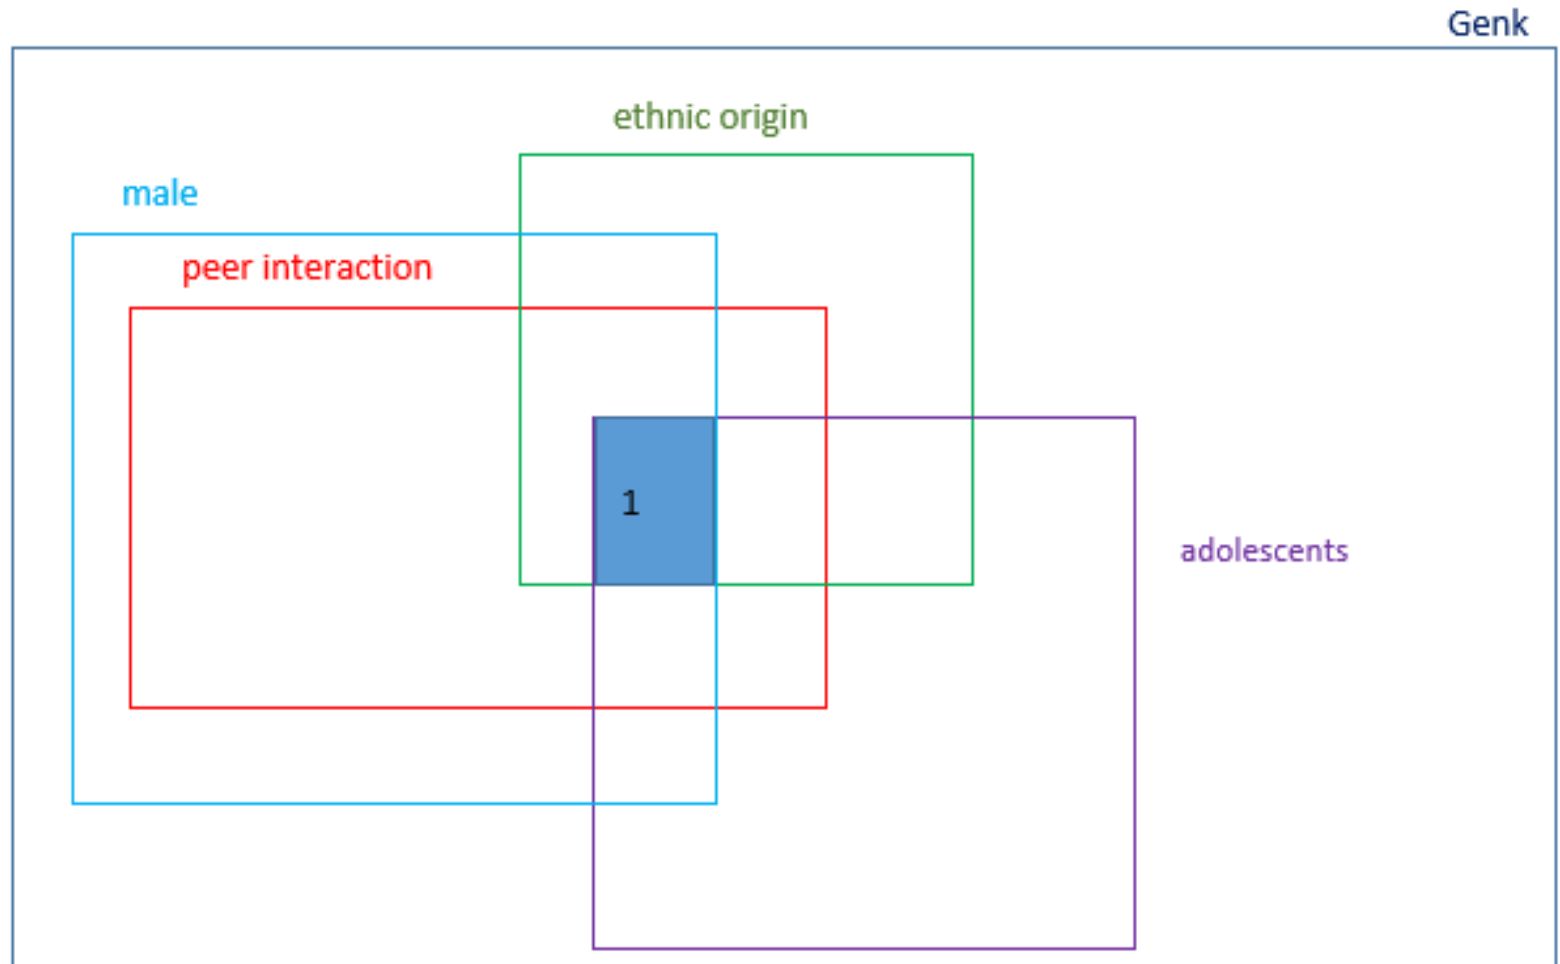 Genk
ethnic origin
male
peer interaction
1
adolescents